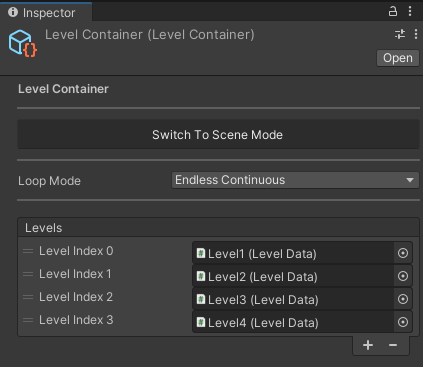 Inspector
Level Container (Level Container)
Open
Level Container
Switch To Scene Mode
Loop Mode Endless Continuous
Levels
Level Index 0 Level1 (Level Data)
Level Index 1 Level2 (Level Data)
Level Index 2 Level3 (Level Data)
Level Index 3 Level4 (Level Data)